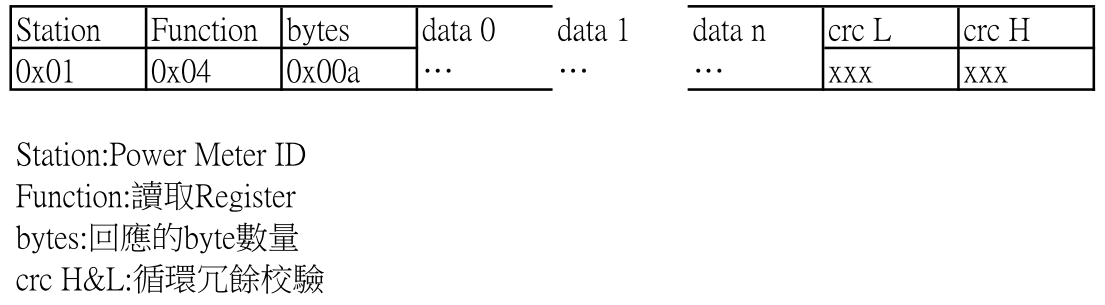 Station Function bytes data 0 data 1 data n crc L crc H
0x01 0x04 0x00a ... ... ... xxx xxx
Station:Power Meter ID
Function:讀取Register
bytes:回應的byte數量
crc H&L:循環冗餘校驗